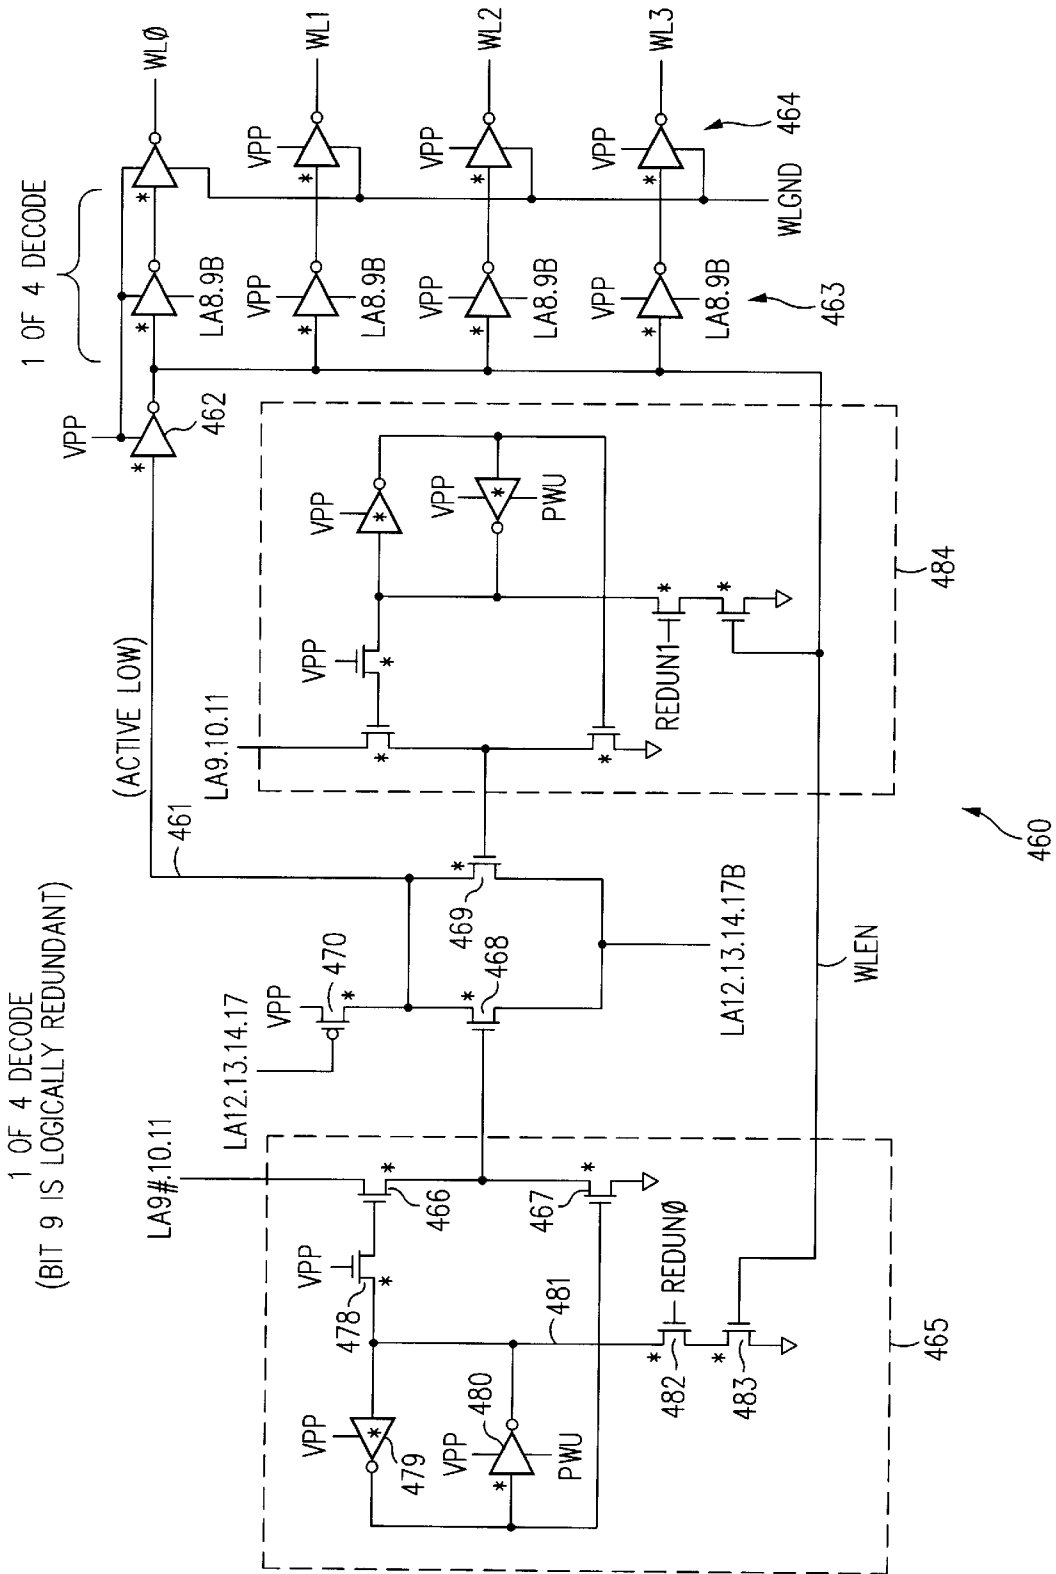 1 OF 4 DECODE
(BIT 9 IS LOGICALLY REDUNDANT)
LA9#.10.11
VPP
478
*
*
466
VPP
479
*
VPP
480
*
PWU
481
467
*
REDUNØ
482
*
483
*
465
LA12.13.14.17
VPP
470
*
468
*
469
*
LA12.13.14.17B
461
(ACTIVE LOW)
LA9.10.11
*
VPP
*
VPP
*
VPP
*
PWU
*
REDUN1
*
*
484
WLEN
460
1 OF 4 DECODE
VPP
*
462
*
LA8.9B
*
WLØ
VPP
*
LA8.9B
VPP
*
WL1
VPP
*
LA8.9B
VPP
*
WL2
VPP
*
LA8.9B
VPP
*
WL3
463
464
WLGND